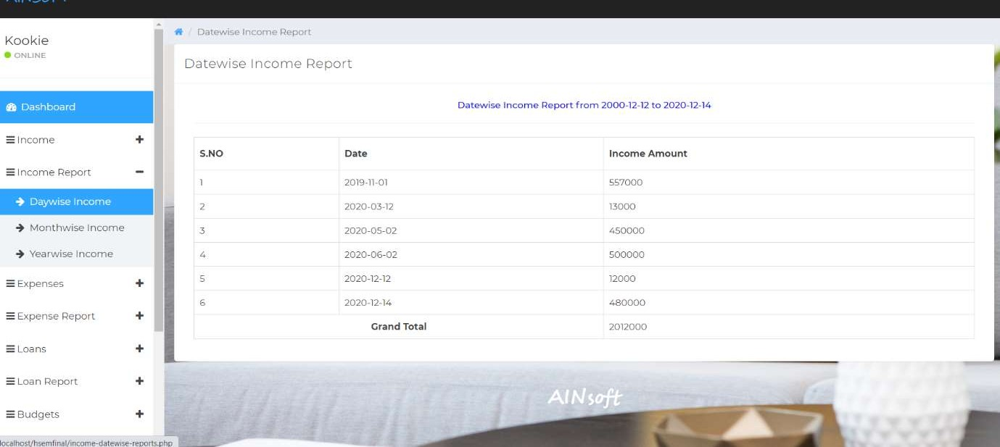 AINsoft
Kookie
ONLINE
Dashboard
Income
Income Report
Daywise Income
Monthwise Income
Yearwise Income
Expenses
Expense Report
Loans
Loan Report
Budgets
localhost/hsemfinal/income-datewise-reports.php
/ Datewise Income Report
Datewise Income Report
Datewise Income Report from 2000-12-12 to 2020-12-14
S.NO Date Income Amount
1 2019-11-01 557000
2 2020-03-12 13000
3 2020-05-02 450000
4 2020-06-02 500000
5 2020-12-12 12000
6 2020-12-14 480000
Grand Total 2012000
AINsoft